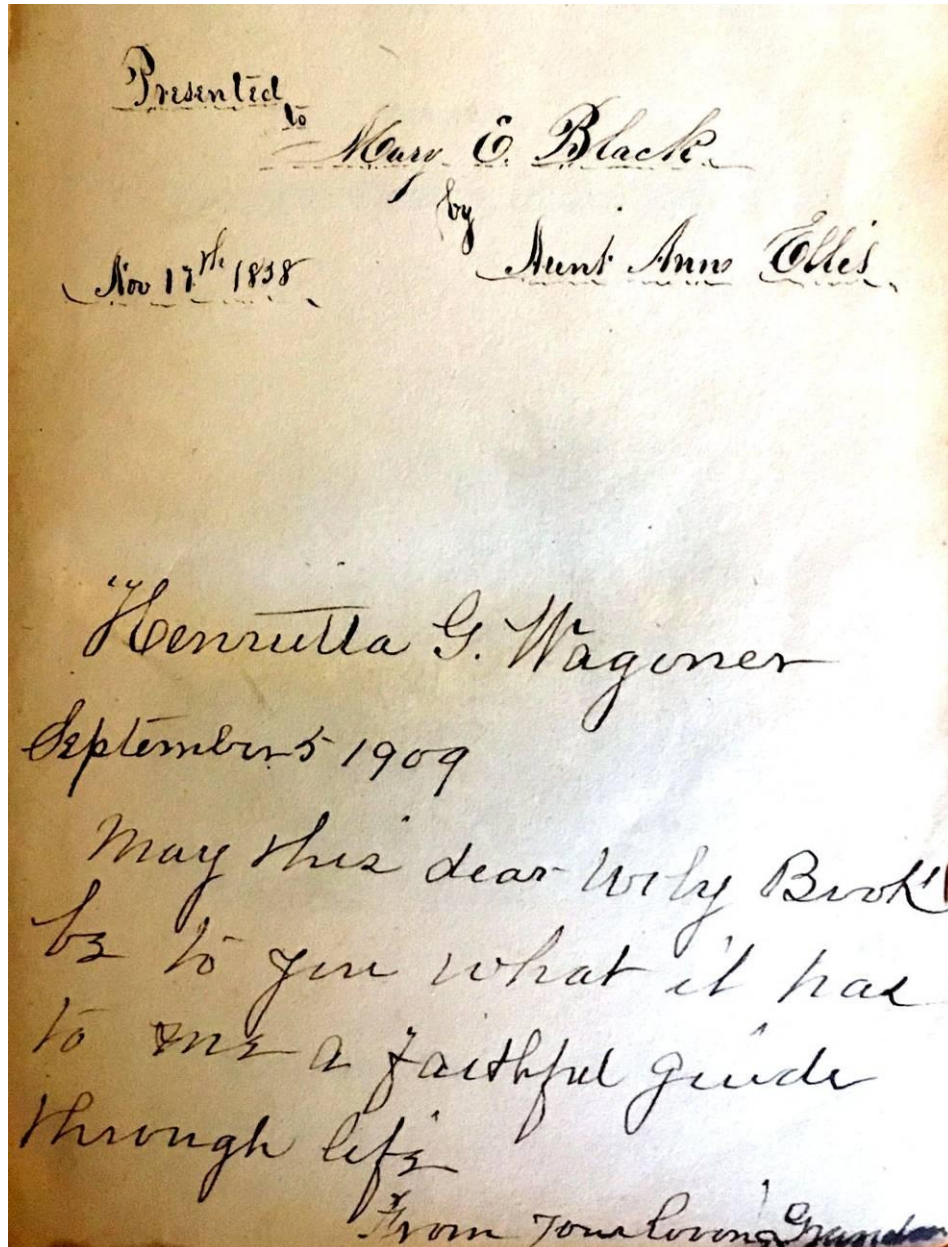 Presented
to
Mary E. Black
by
Aunt Anne Ellis
Nov 17th 1858
Henrietta G. Wagoner
September 5 1909
May this dear Holy Book
be to you what it has
to me a faithful guide
through life
From your loving